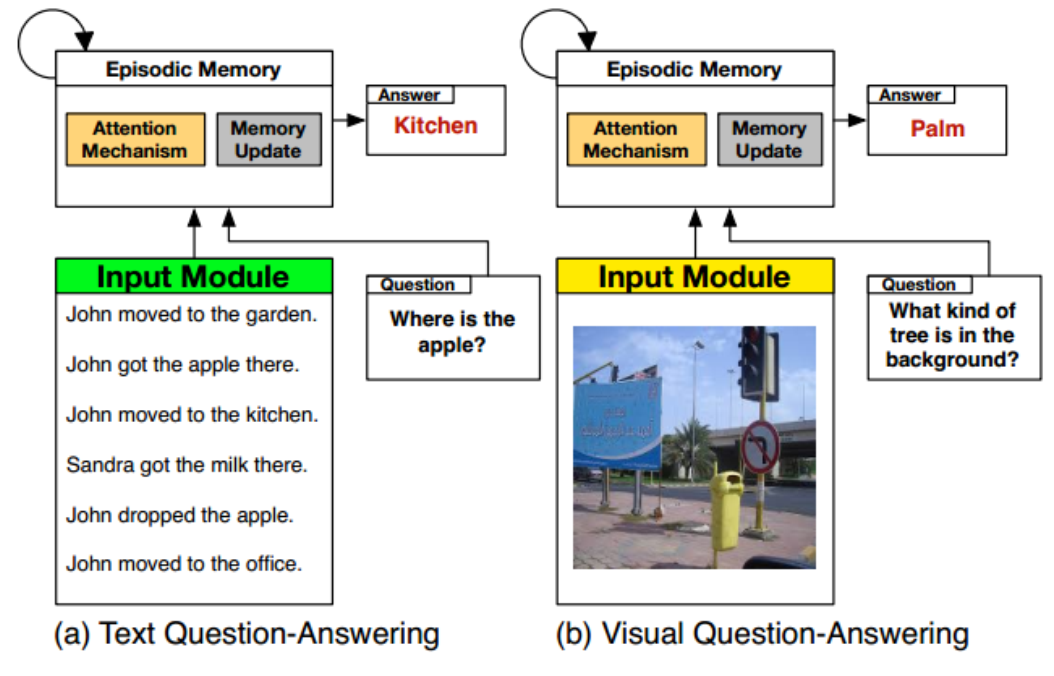 Episodic Memory
Attention
Mechanism
Memory
Update
Answer
Kitchen
Input Module
John moved to the garden.
John got the apple there.
John moved to the kitchen.
Sandra got the milk there.
John dropped the apple.
John moved to the office.
Question
Where is the
apple?
(a) Text Question-Answering
Episodic Memory
Attention
Mechanism
Memory
Update
Answer
Palm
Input Module
Question
What kind of
tree is in the
background?
(b) Visual Question-Answering